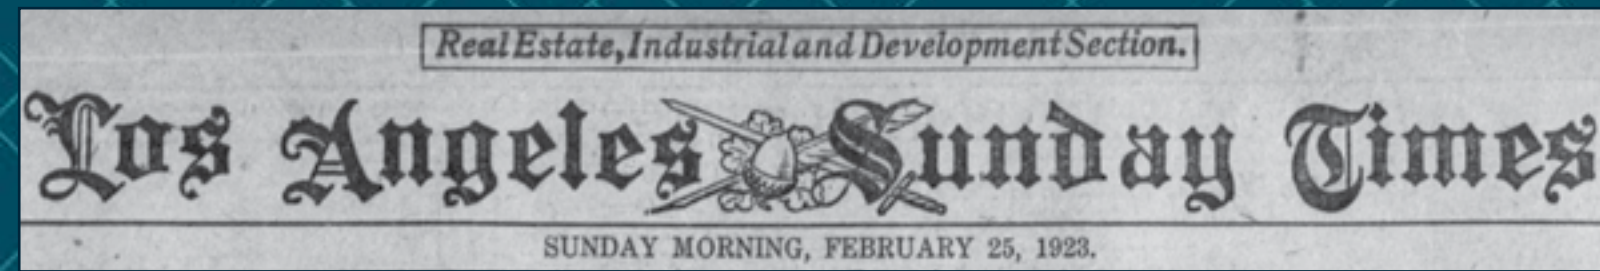 Real Estate, Industrial and Development Section.
Los Angeles Sunday Times
SUNDAY MORNING, FEBRUARY 25, 1923.